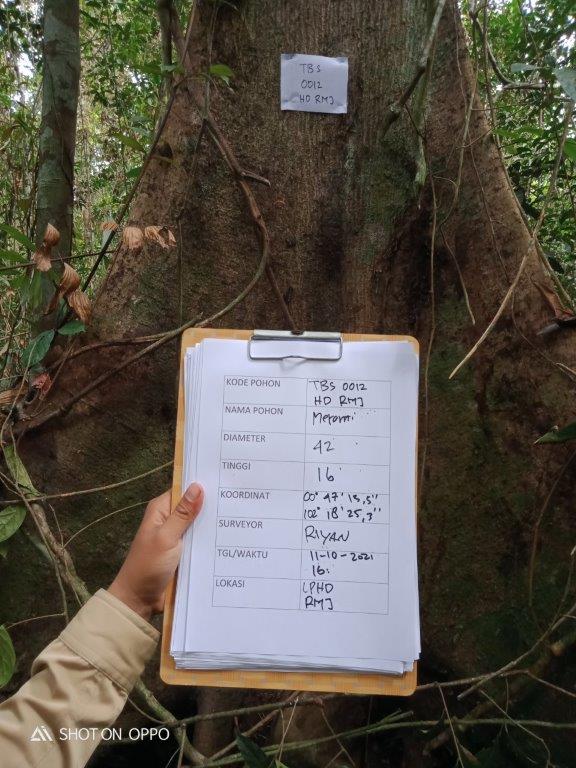 TBS
0012
HD RMJ
KODE POHON TBS 0012
HD RMJ
NAMA POHON Meranti
DIAMETER 42
TINGGI 16
KOORDINAT 00° 47' 15,5"
102° 18' 25,3"
SURVEYOR RIYAN
TGL/WAKTU 11-10-2021
16:
LOKASI LPHD
RMJ
SHOT ON OPPO